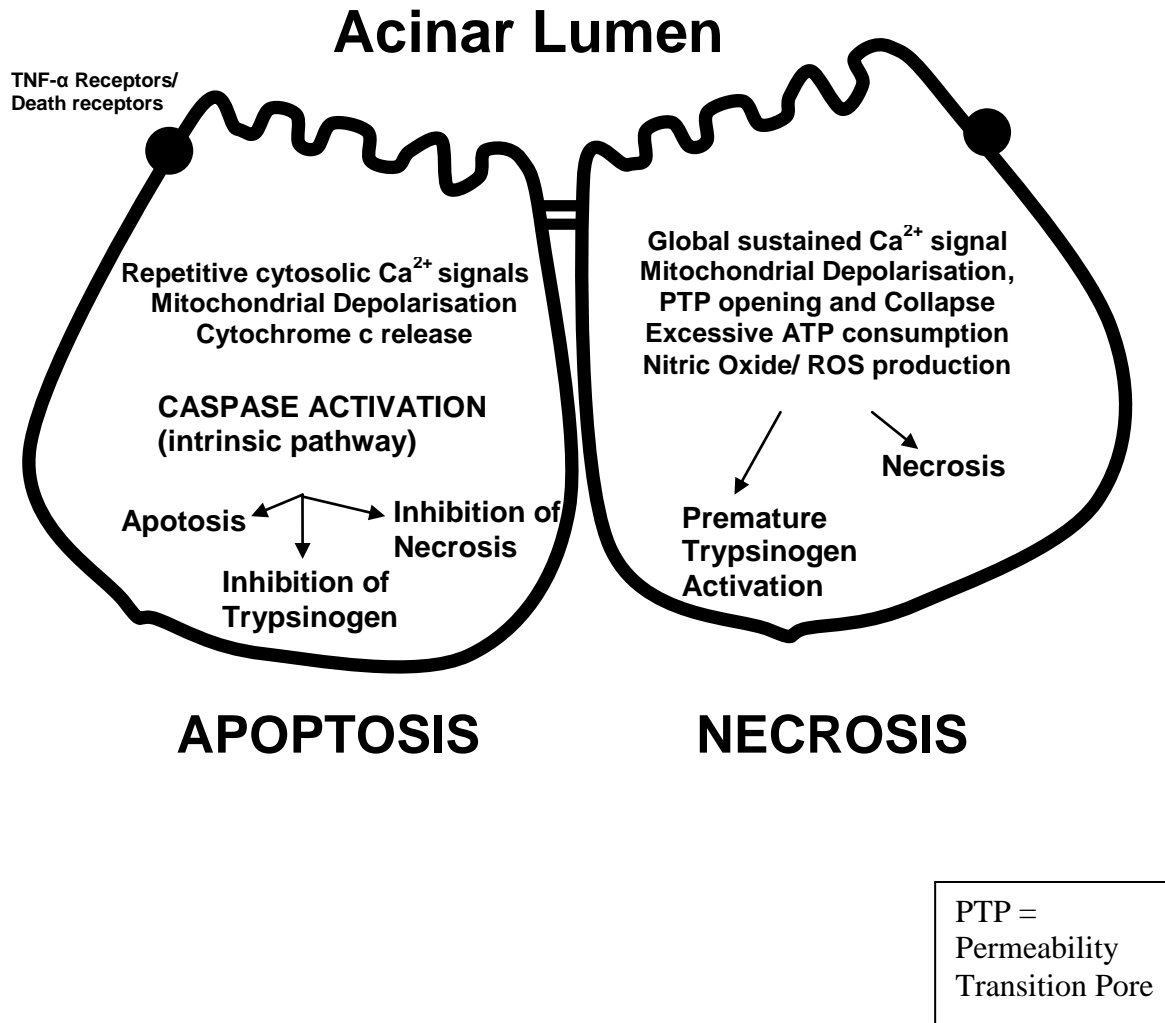 Acinar Lumen
TNF-α Receptors/
Death receptors
Repetitive cytosolic Ca²⁺ signals
Mitochondrial Depolarisation
Cytochrome c release
CASPASE ACTIVATION
(intrinsic pathway)
Apotosis
Inhibition of
Trypsinogen
Inhibition of
Necrosis
Global sustained Ca²⁺ signal
Mitochondrial Depolarisation,
PTP opening and Collapse
Excessive ATP consumption
Nitric Oxide/ ROS production
Premature
Trypsinogen
Activation
Necrosis
APOPTOSIS
NECROSIS
PTP =
Permeability
Transition Pore